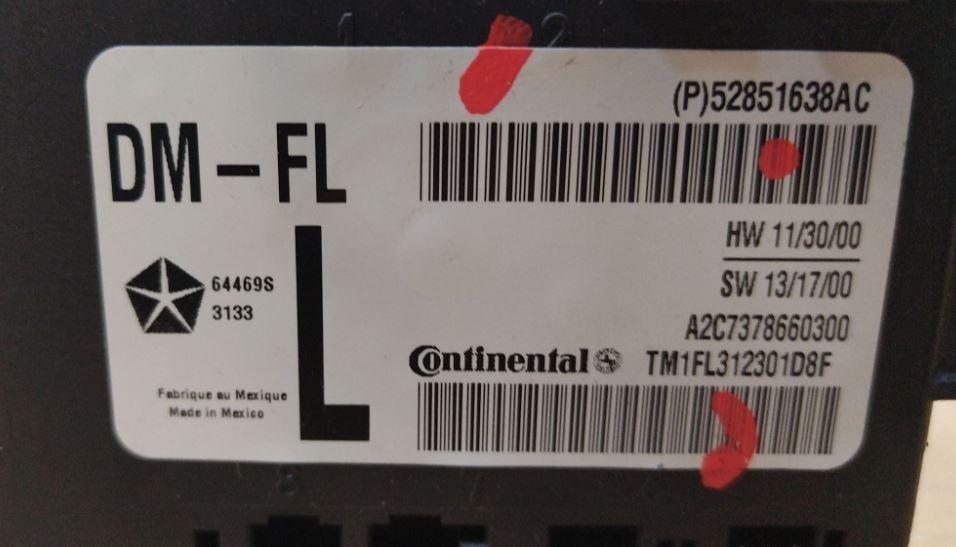 (P)52851638AC
DM-FL
HW 11/30/00
SW 13/17/00
64469S
3133
L
A2C7378660300
Continental
TM1FL312301D8F
Fabrique au Mexique
Made in Mexico